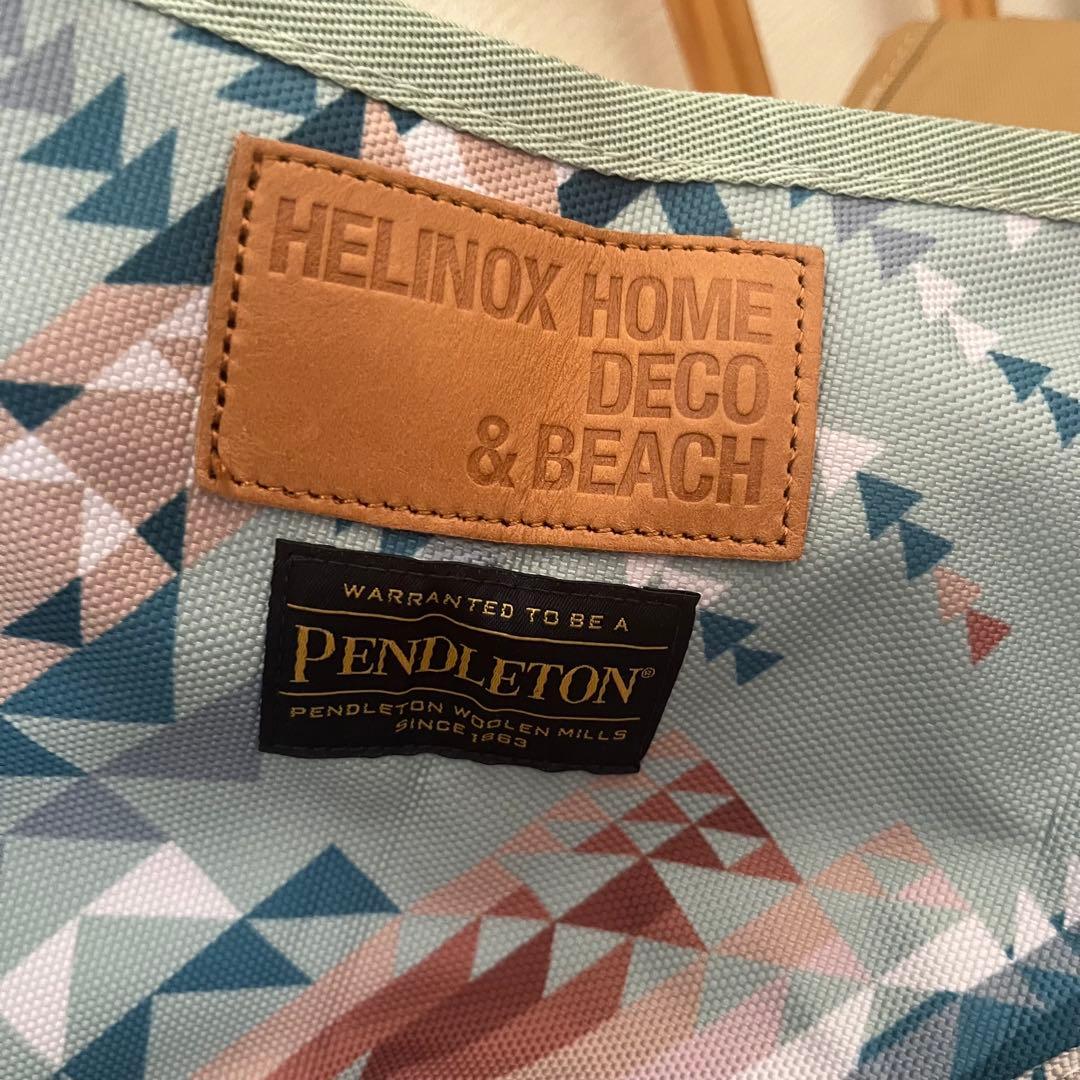 HELINOX HOME
DECO
& BEACH
WARRANTED TO BE A
PENDLETON®
PENDLETON WOOLEN MILLS
SINCE 1863